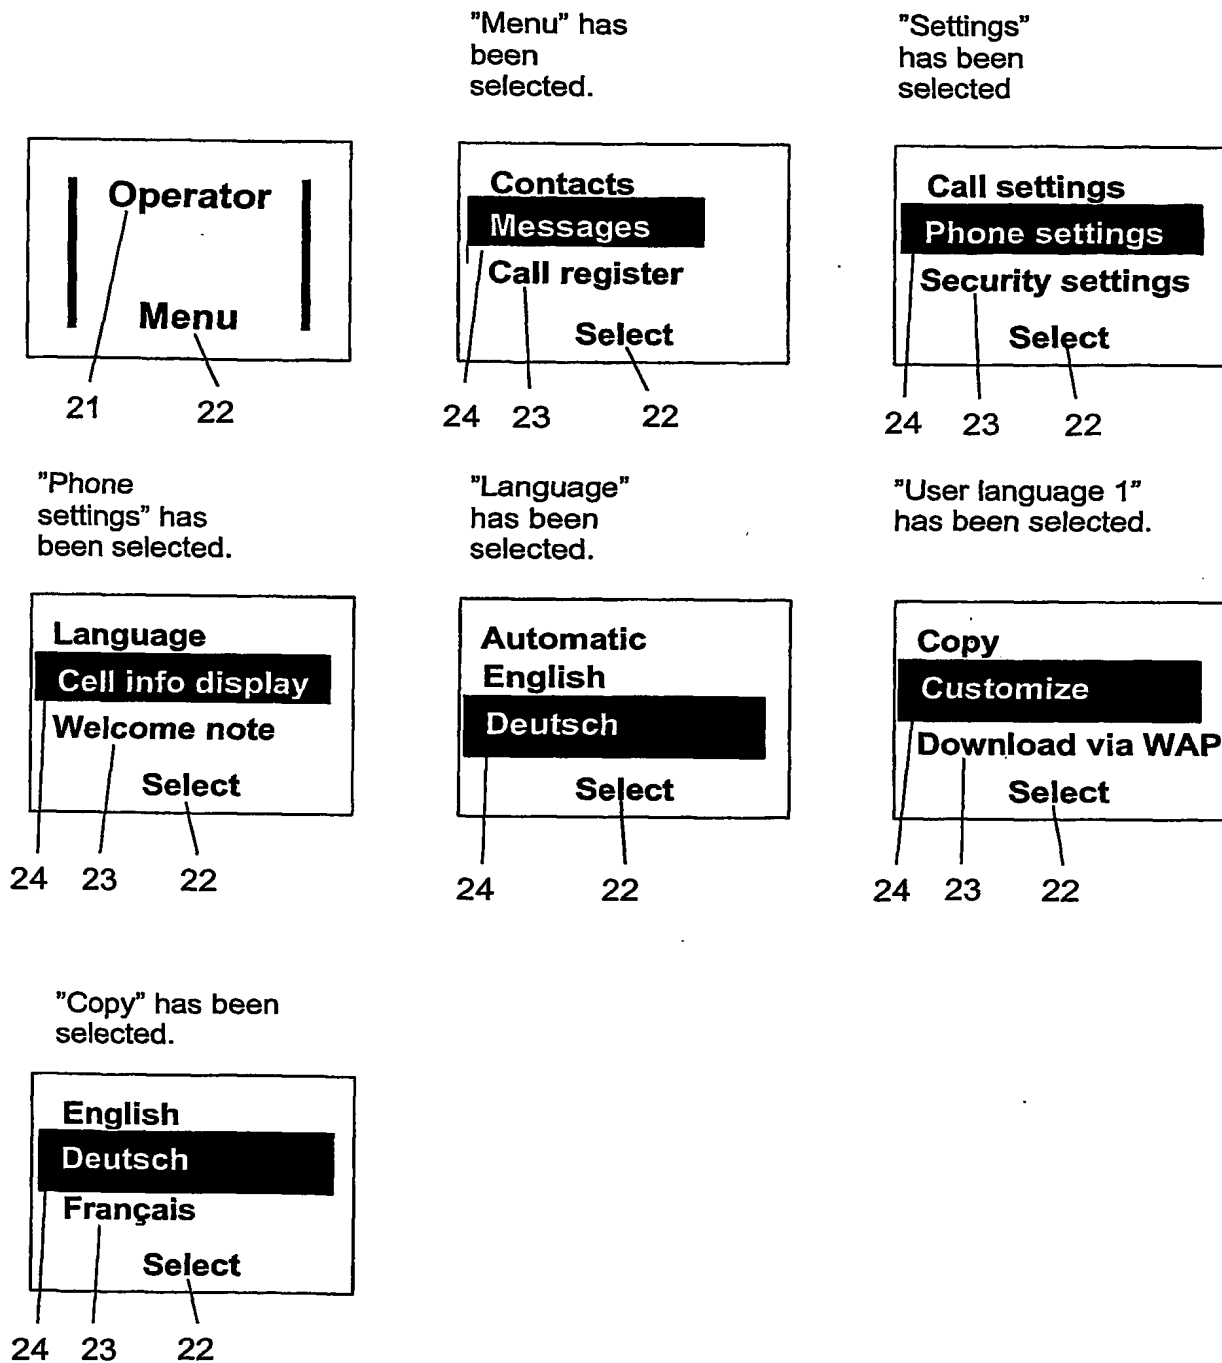 "Menu" has
been
selected.
"Settings"
has been
selected
Operator
Menu
21 22
Contacts
Messages
Call register
Select
24 23 22
Call settings
Phone settings
Security settings
Select
24 23 22
"Phone
settings" has
been selected.
"Language"
has been
selected.
"User language 1"
has been selected.
Language
Cell info display
Welcome note
Select
24 23 22
Automatic
English
Deutsch
Select
24 22
Copy
Customize
Download via WAP
Select
24 23 22
"Copy" has been
selected.
English
Deutsch
Français
Select
24 23 22